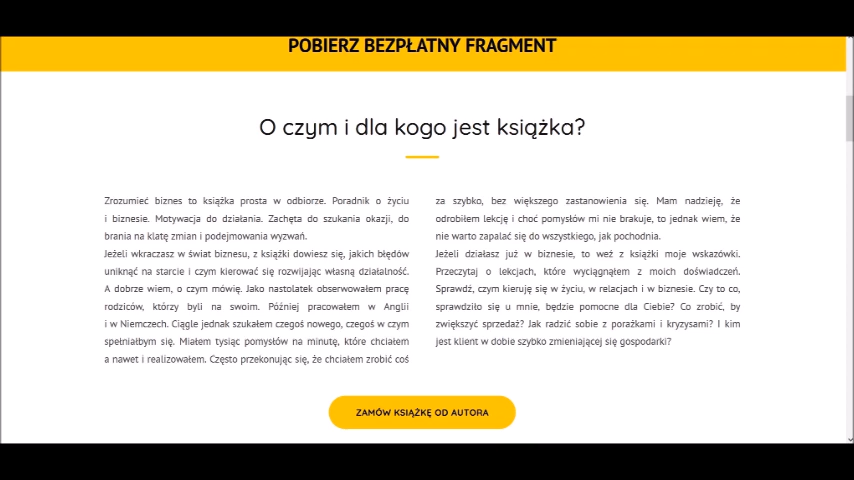 POBIERZ BEZPŁATNY FRAGMENT
O czym i dla kogo jest książka?
Zrozumieć biznes to książka prosta w odbiorze. Poradnik o życiu
i biznesie. Motywacja do działania. Zachęta do szukania okazji, do
brania na klatę zmian i podejmowania wyzwań.
Jeżeli wkraczasz w świat biznesu, z książki dowiesz się, jakich błędów
uniknąć na starcie i czym kierować się rozwijając własną działalność.
A dobrze wiem, o czym mówię. Jako nastolatek obserwowałem pracę
rodziców, którzy byli na swoim. Później pracowałem w Anglii
i w Niemczech. Ciągle jednak szukałem czegoś nowego, czegoś w czym
spełniałbym się. Miałem tysiąc pomysłów na minutę, które chciałem
a nawet i realizowałem. Często przekonując się, że chciałem zrobić coś
za szybko, bez większego zastanowienia się. Mam nadzieję, że
odrobiłem lekcję i choć pomysłów mi nie brakuje, to jednak wiem, że
nie warto zapalać się do wszystkiego, jak pochodnia.
Jeżeli działasz już w biznesie, to weź z książki moje wskazówki.
Przeczytaj o lekcjach, które wyciągnąłem z moich doświadczeń.
Sprawdź, czym kieruję się w życiu, w relacjach i w biznesie. Czy to co,
sprawdziło się u mnie, będzie pomocne dla Ciebie? Co zrobić, by
zwiększyć sprzedaż? Jak radzić sobie z porażkami i kryzysami? I kim
jest klient w dobie szybko zmieniającej się gospodarki?
ZAMÓW KSIĄŻKĘ OD AUTORA